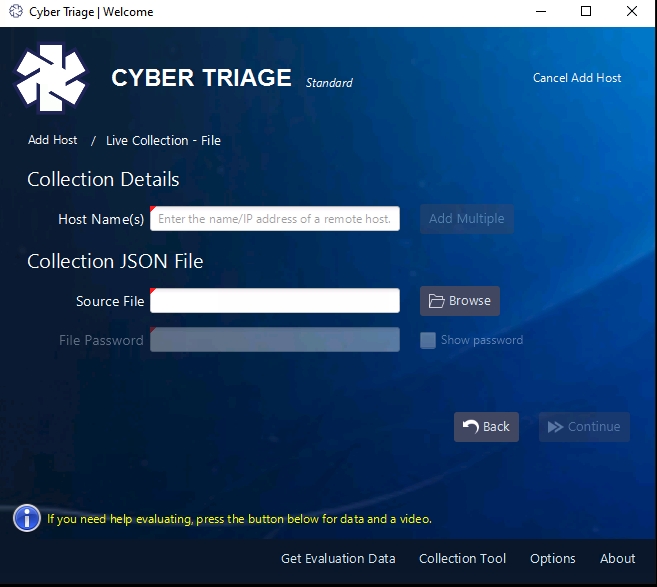 Cyber Triage | Welcome
CYBER TRIAGE Standard
Cancel Add Host
Add Host / Live Collection - File
Collection Details
Host Name(s) Enter the name/IP address of a remote host. Add Multiple
Collection JSON File
Source File Browse
File Password Show password
Back Continue
If you need help evaluating, press the button below for data and a video.
Get Evaluation Data Collection Tool Options About